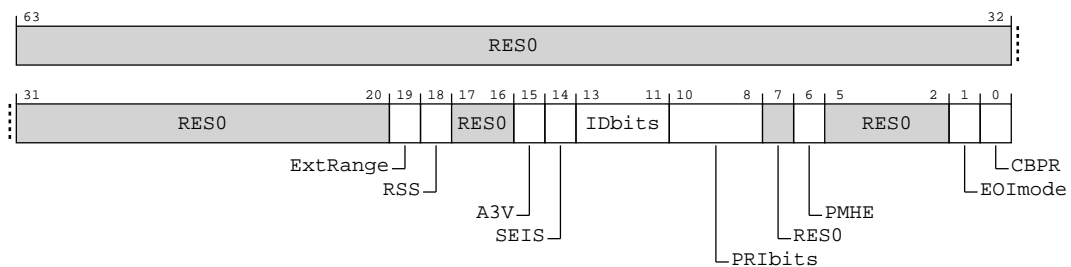 63 32
RES0
31 20 19 18 17 16 15 14 13 11 10 8 7 6 5 2 1 0
RES0 RES0 IDbits RES0
ExtRange CBPR
RSS EOImode
A3V PMHE
SEIS RES0
PRIbits